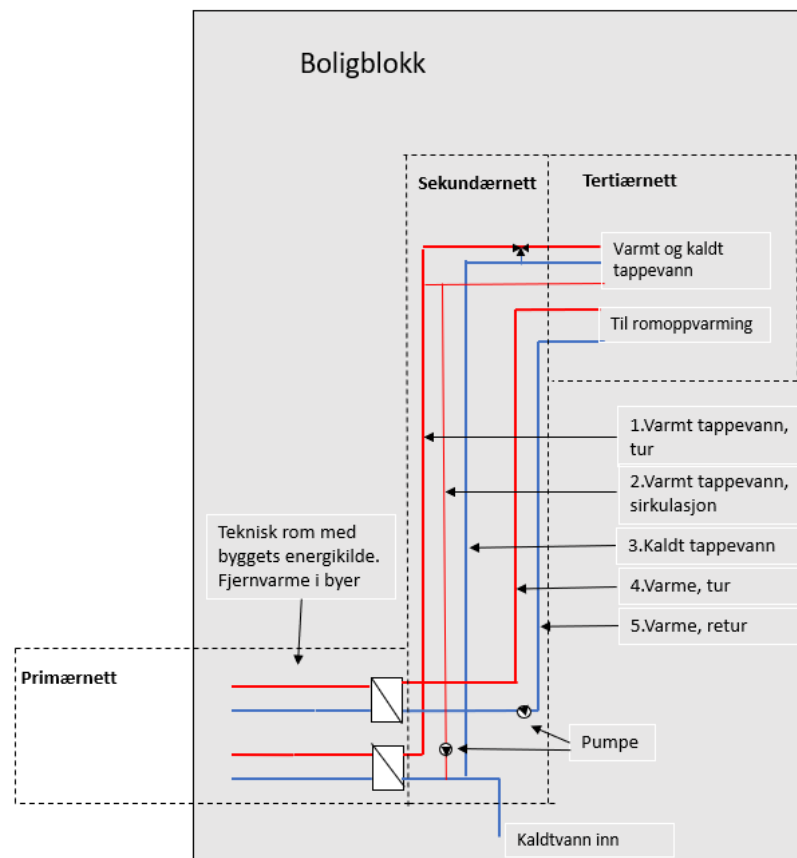 Boligblokk
Sekundærnett
Tertiærnett
Varmt og kaldt
tappevann
Til romoppvarming
1.Varmt tappevann,
tur
2.Varmt tappevann,
sirkulasjon
Teknisk rom med
byggets energikilde.
Fjernvarme i byer
3.Kaldt tappevann
4.Varme, tur
5.Varme, retur
Primærnett
Pumpe
Kaldtvann inn